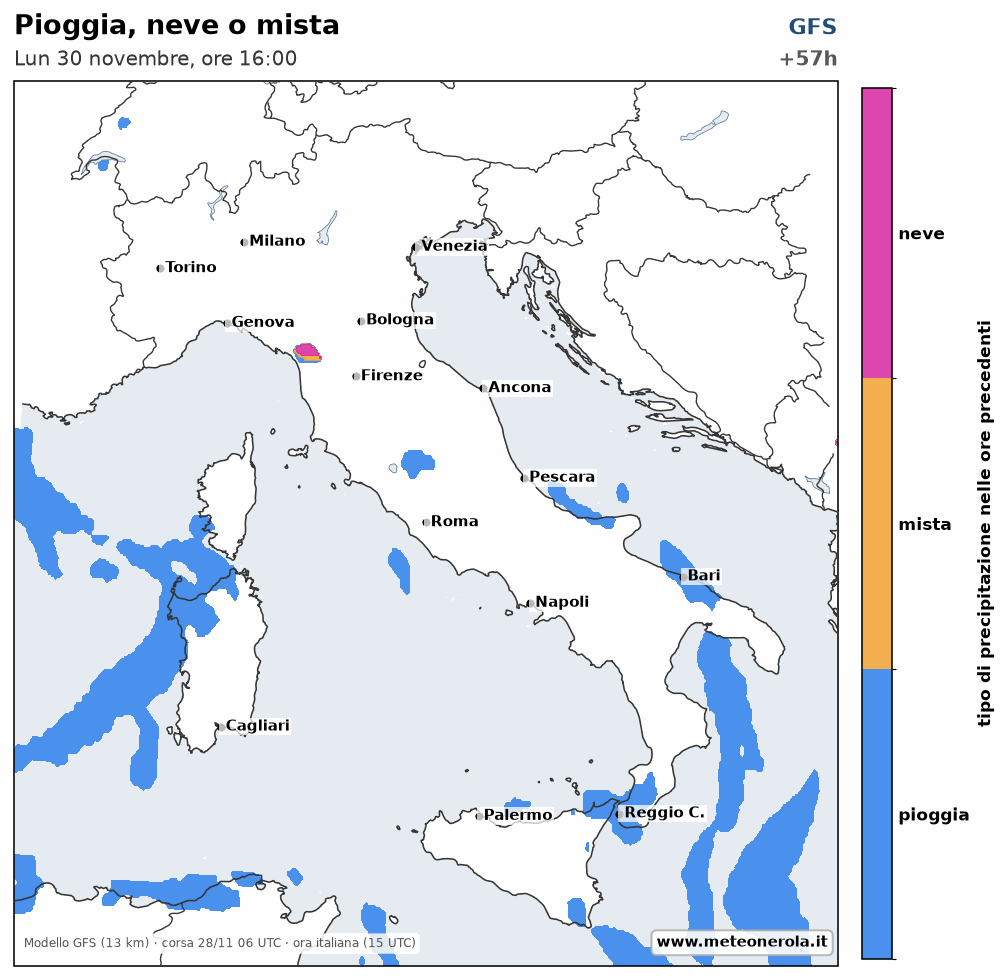 Pioggia, neve o mista
GFS
Lun 30 novembre, ore 16:00
+57h
Milano
Venezia
Torino
Genova
Bologna
Firenze
Ancona
Pescara
Roma
Bari
Napoli
Cagliari
Palermo
Reggio C.
neve
mista
pioggia
tipo di precipitazione nelle ore precedenti
Modello GFS (13 km) · corsa 28/11 06 UTC · ora italiana (15 UTC)
www.meteonerola.it